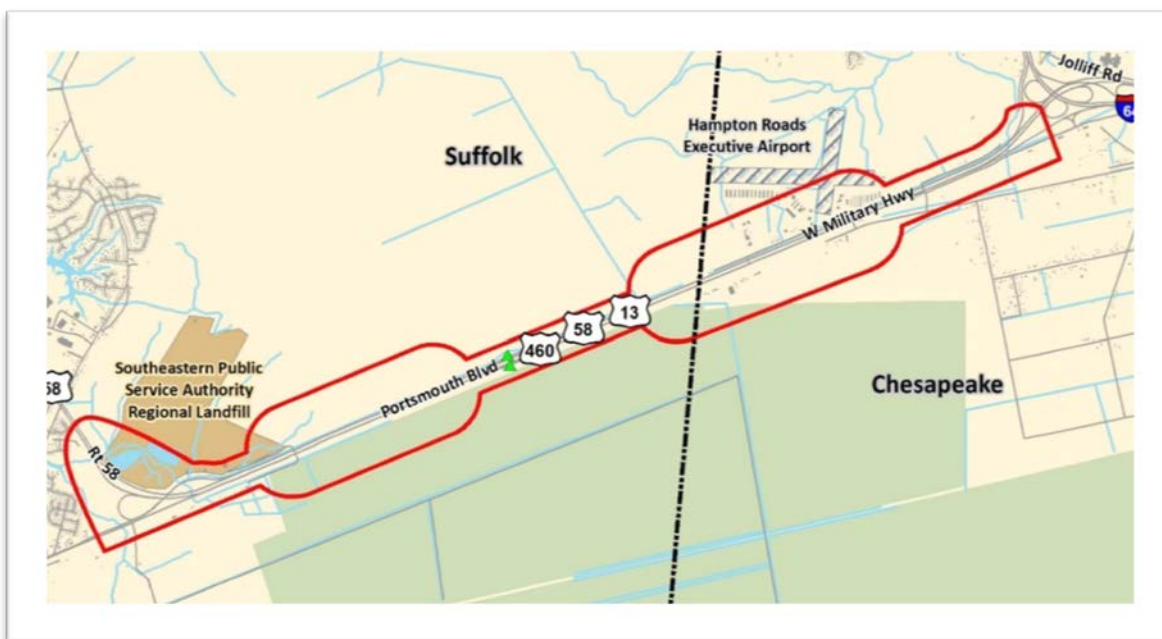 Jolliff Rd
64
Hampton Roads
Executive Airport
Suffolk
W Military Hwy
13
58
460
Portsmouth Blvd
Southeastern Public
Service Authority
Regional Landfill
58
Chesapeake
Rt 58